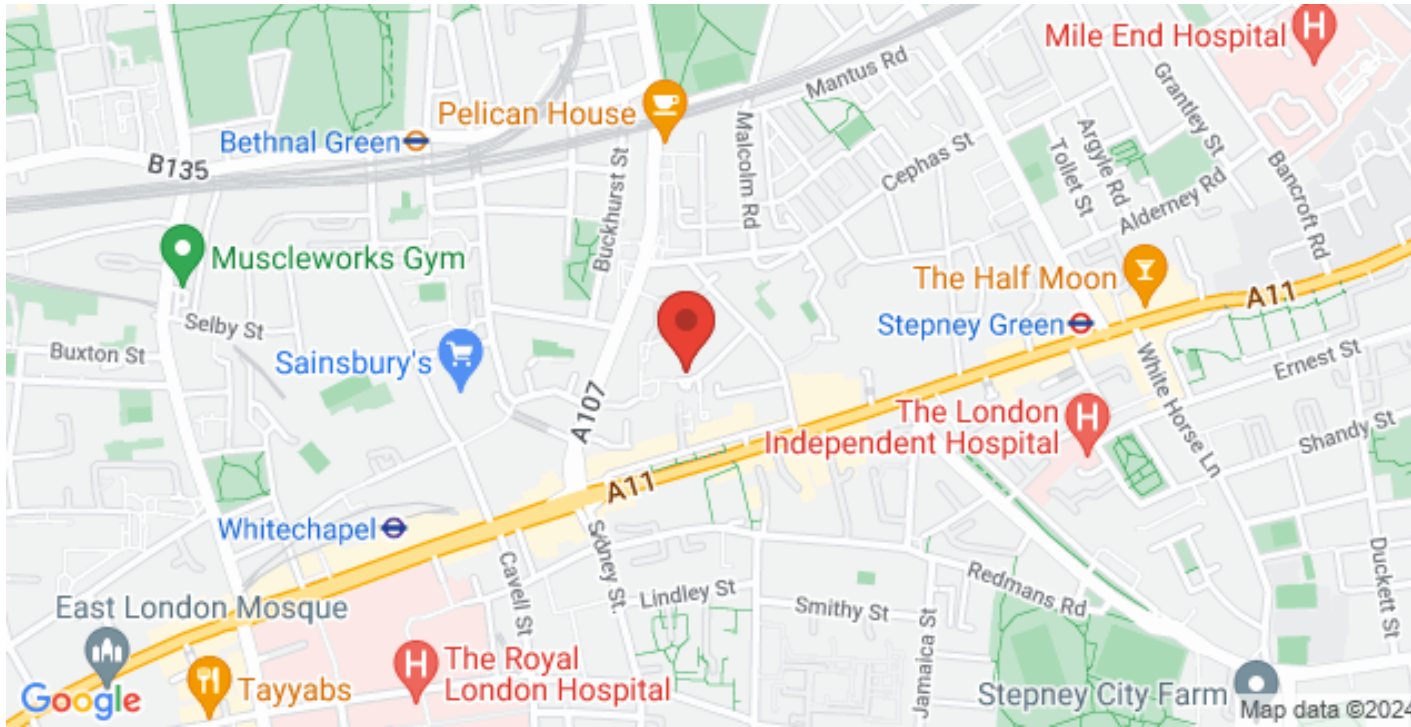 Mile End Hospital
Mantus Rd
Grantley St
Pelican House
Malcolm Rd
Argyle Rd
Bethnal Green
B135
Buckhurst St
Cephas St
Tollet St
Bancroft Rd
Alderney Rd
Muscleworks Gym
The Half Moon
A11
Selby St
Stepney Green
Buxton St
Sainsbury's
White Horse Ln
Ernest St
A107
The London
Independent Hospital
Shandy St
A11
Whitechapel
Sydney St.
Cavell St
Redmans Rd
Duckett St
Lindley St
Smithy St
East London Mosque
Jamaica St
The Royal
London Hospital
Tayyabs
Stepney City Farm
Google
Map data ©2024